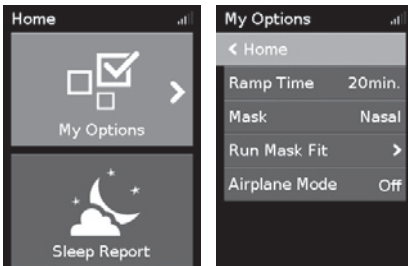 Home
My Options
Sleep Report
My Options
< Home
Ramp Time 20min.
Mask Nasal
Run Mask Fit >
Airplane Mode Off